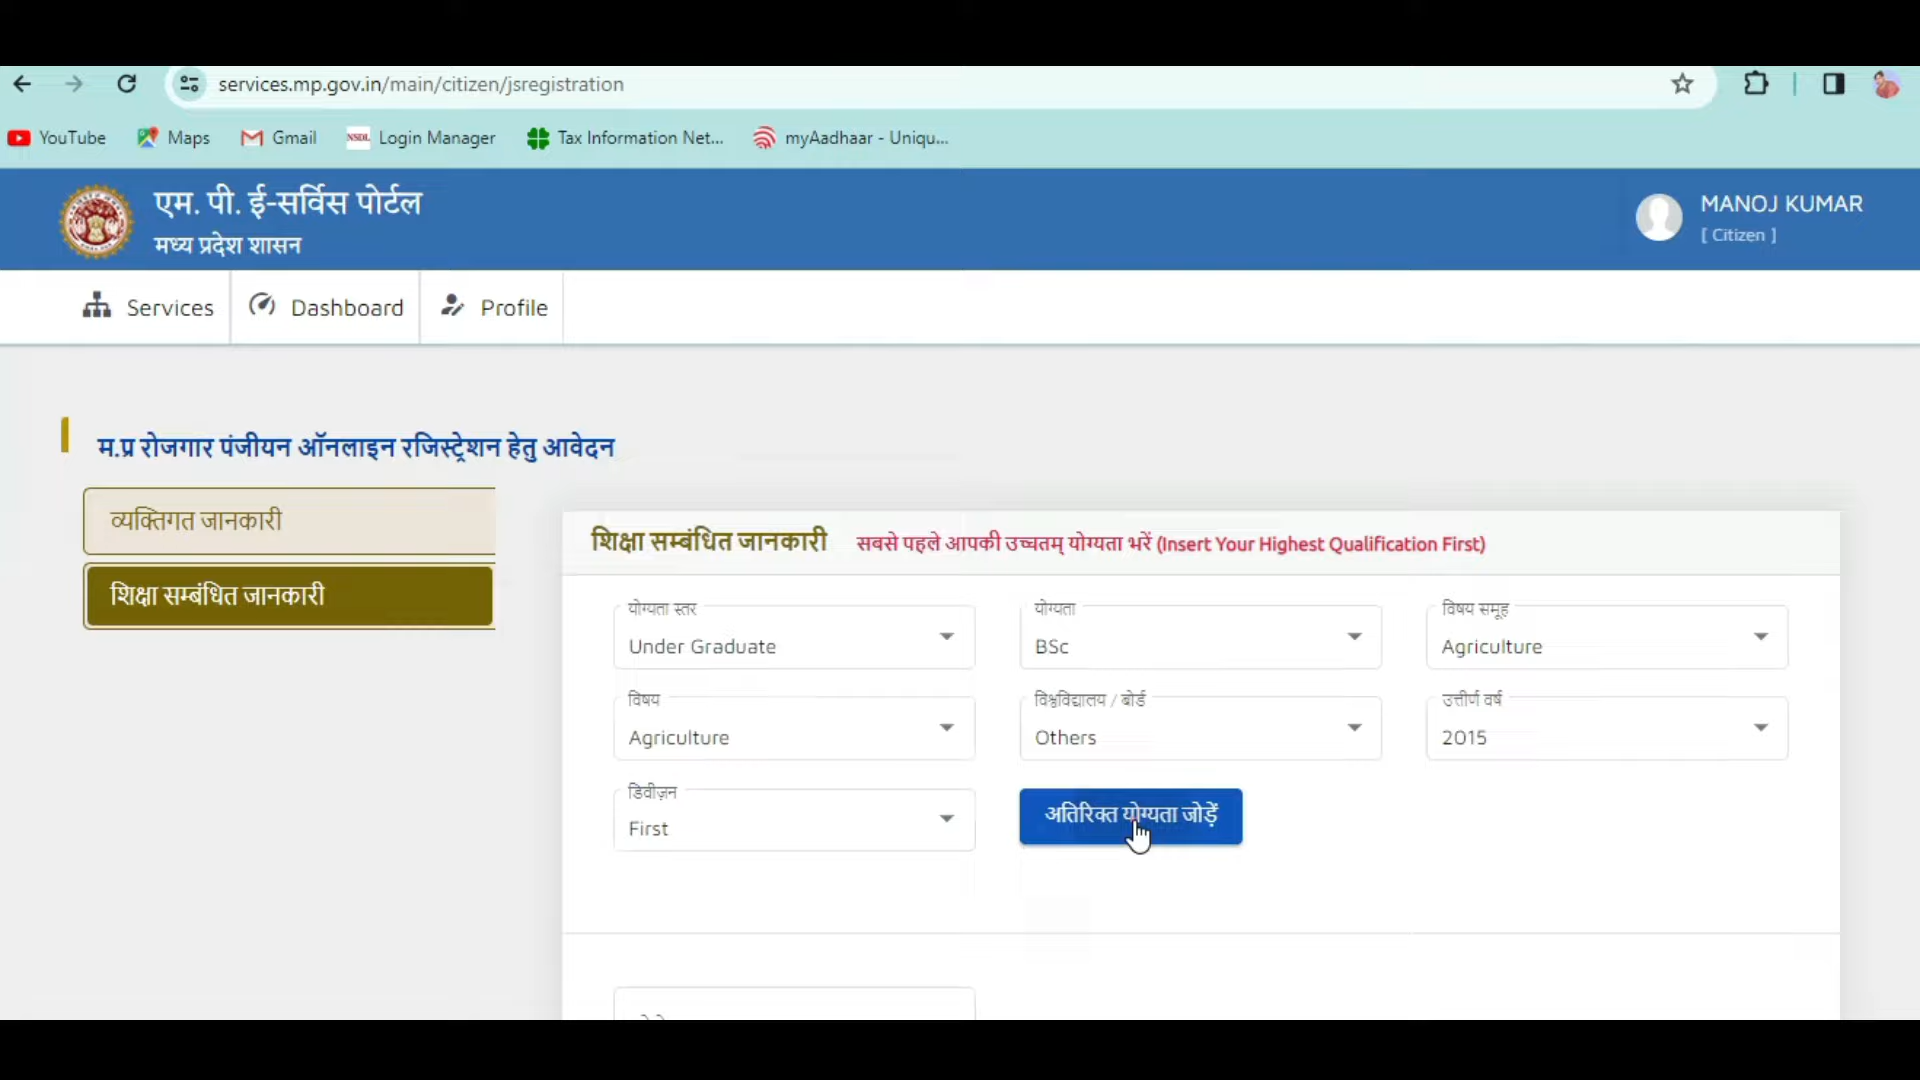 services.mp.gov.in/main/citizen/jsregistration
YouTube Maps Gmail NSDL Login Manager Tax Information Net... myAadhaar - Uniqu...
एम. पी. ई-सर्विस पोर्टल
मध्य प्रदेश शासन
MANOJ KUMAR
[ Citizen ]
Services Dashboard Profile
म.प्र रोजगार पंजीयन ऑनलाइन रजिस्ट्रेशन हेतु आवेदन
व्यक्तिगत जानकारी
शिक्षा सम्बंधित जानकारी
शिक्षा सम्बंधित जानकारी सबसे पहले आपकी उच्चतम् योग्यता भरें (Insert Your Highest Qualification First)
योग्यता स्तर योग्यता विषय समूह
Under Graduate BSc Agriculture
विषय विश्वविद्यालय / बोर्ड उत्तीर्ण वर्ष
Agriculture Others 2015
डिवीज़न
First
अतिरिक्त योग्यता जोड़ें